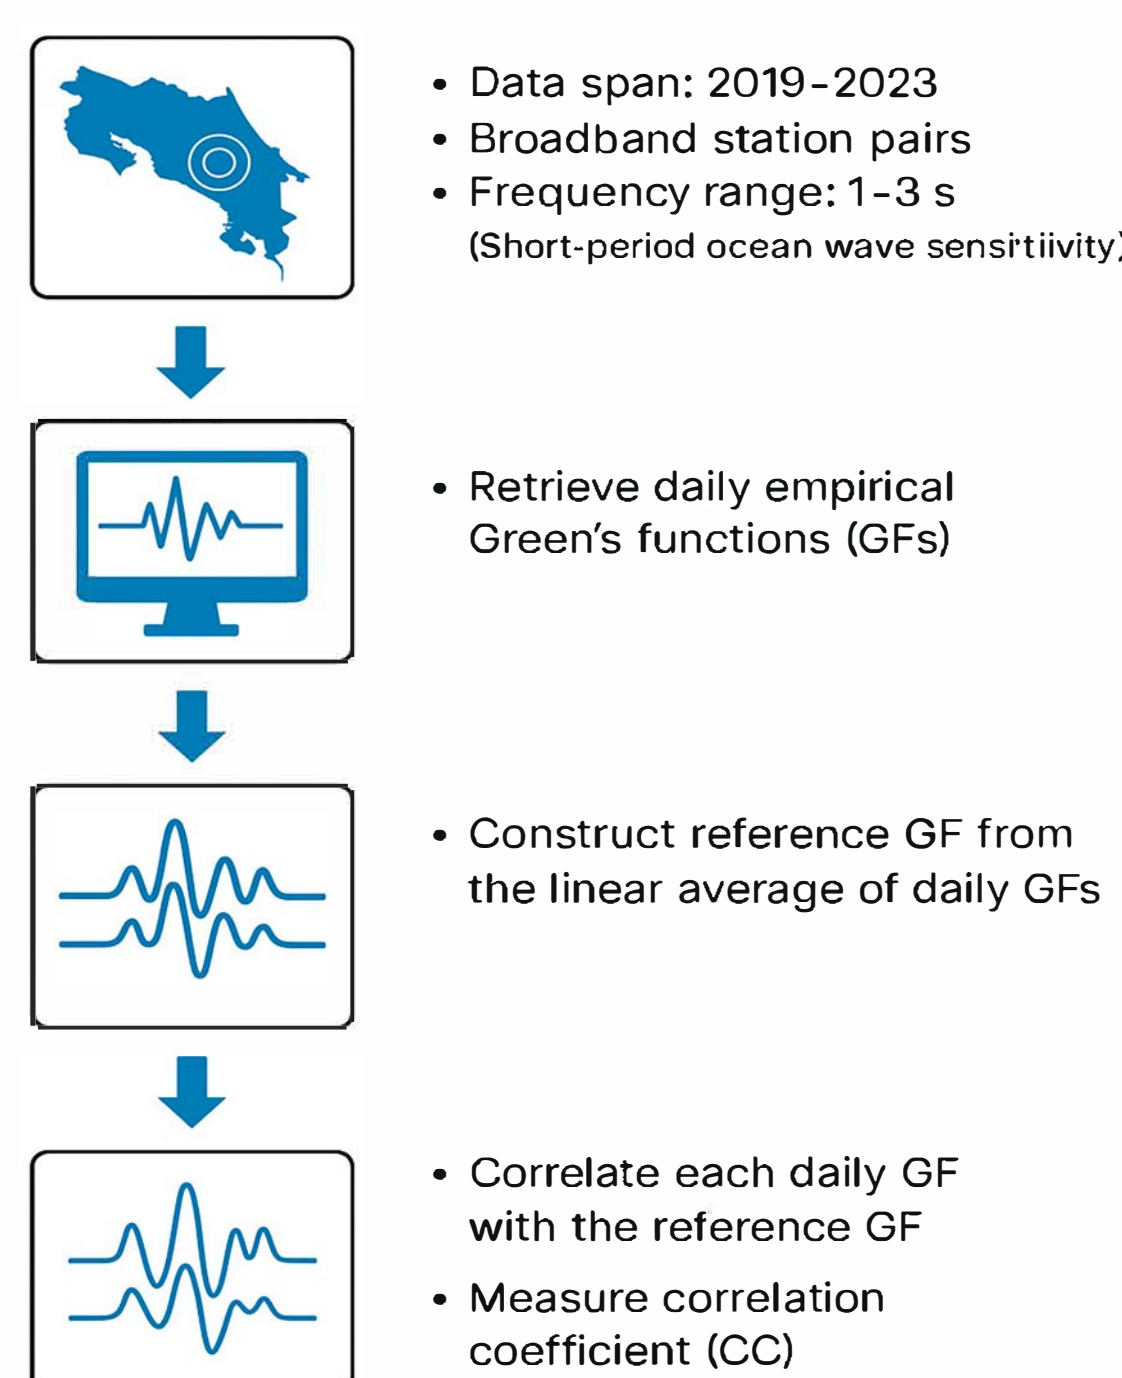 • Data span: 2019–2023
• Broadband station pairs
• Frequency range: 1–3 s
(Short-period ocean wave sensi'tiivity)
• Retrieve daily empirical
Green's functions (GFs)
• Construct reference GF from
the linear average of daily GFs
• Correlate each daily GF
with the reference GF
• Measure correlation
coefficient (CC)